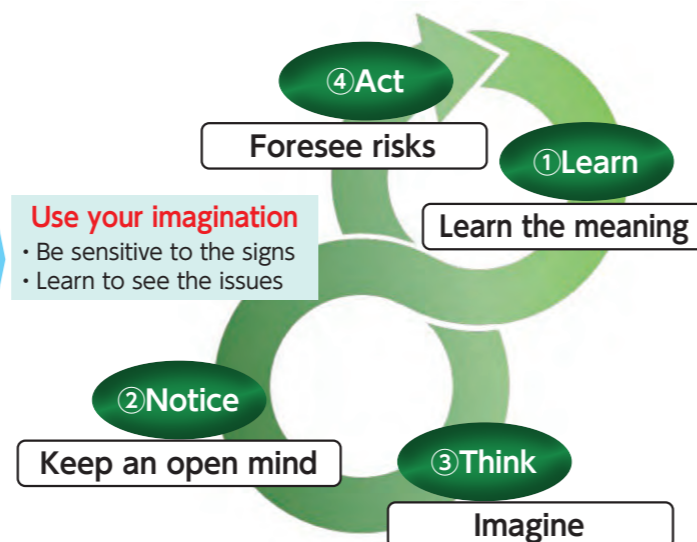 ④Act
Foresee risks
①Learn
Learn the meaning
Use your imagination
・Be sensitive to the signs
・Learn to see the issues
②Notice
Keep an open mind
③Think
Imagine